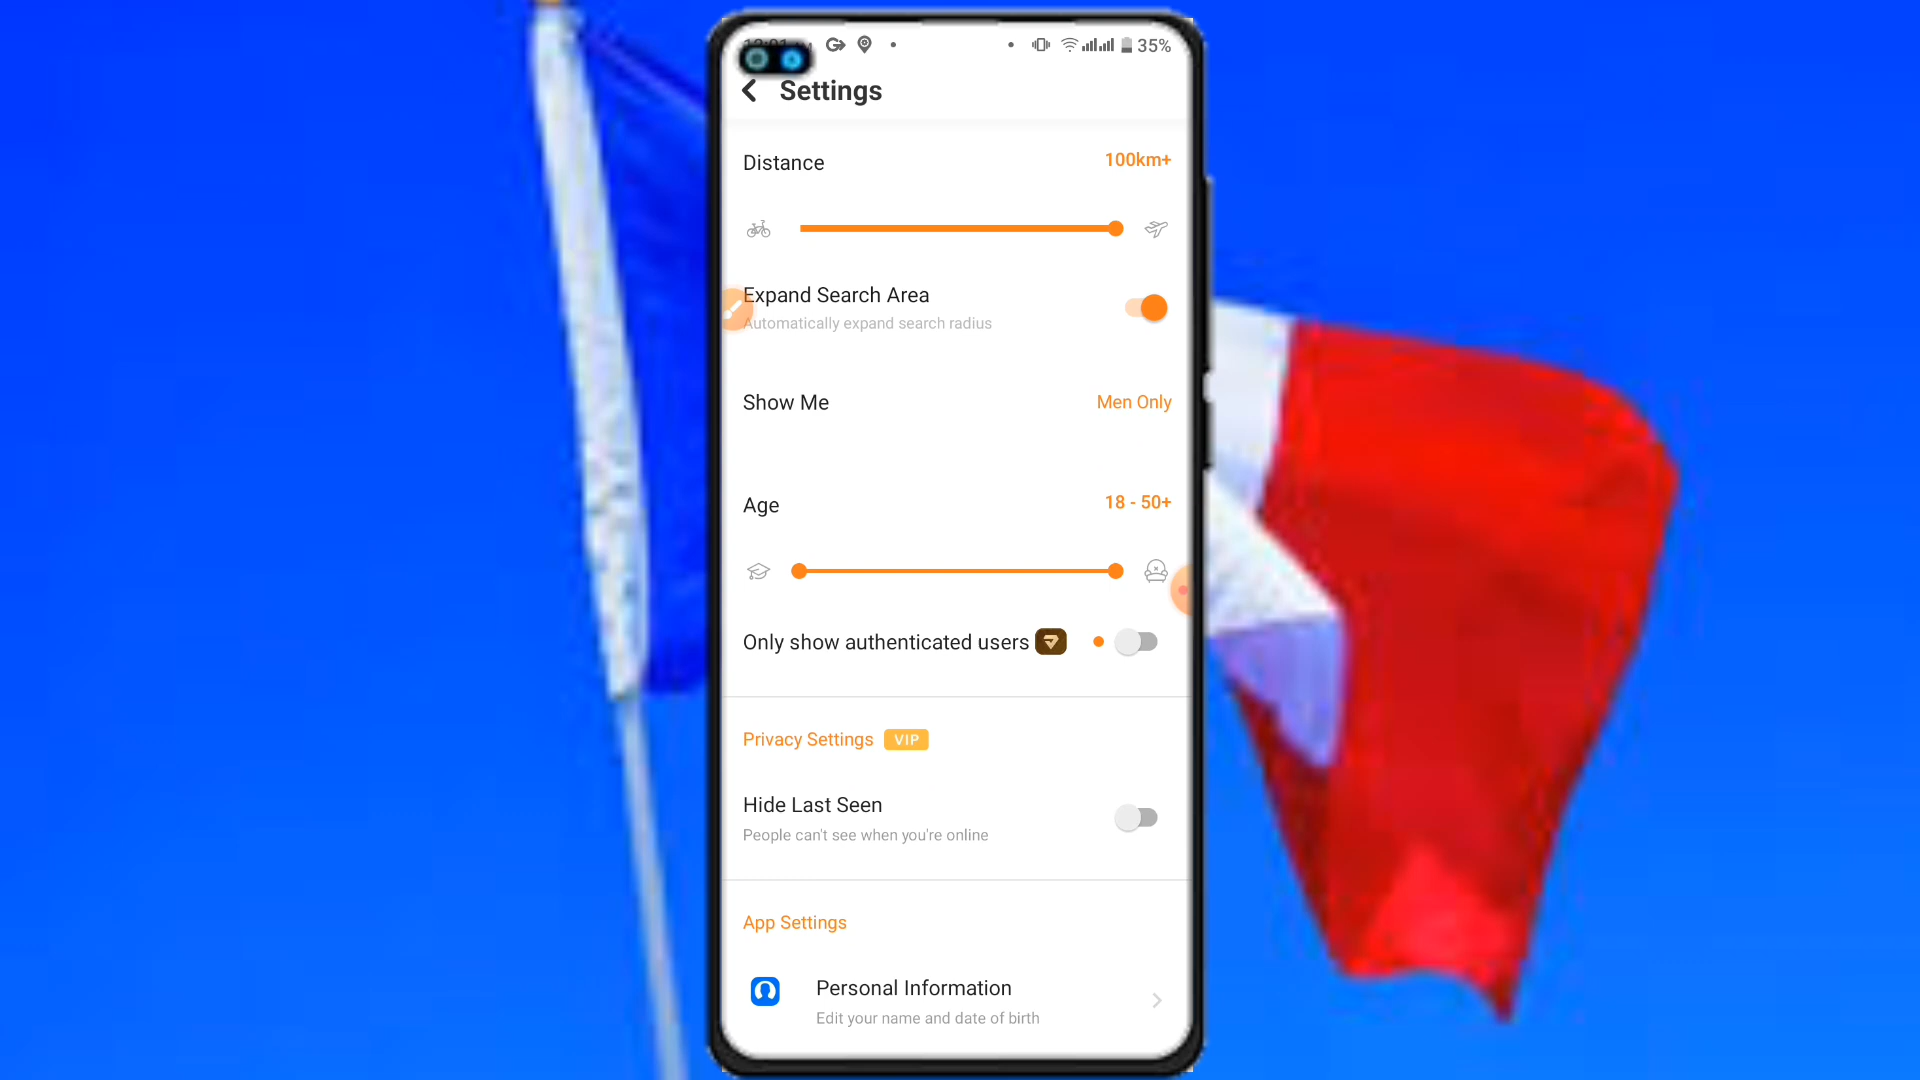 35%
Settings
Distance
100km+
Expand Search Area
Automatically expand search radius
Show Me
Men Only
Age
18 - 50+
Only show authenticated users
Privacy Settings VIP
Hide Last Seen
People can't see when you're online
App Settings
Personal Information
Edit your name and date of birth